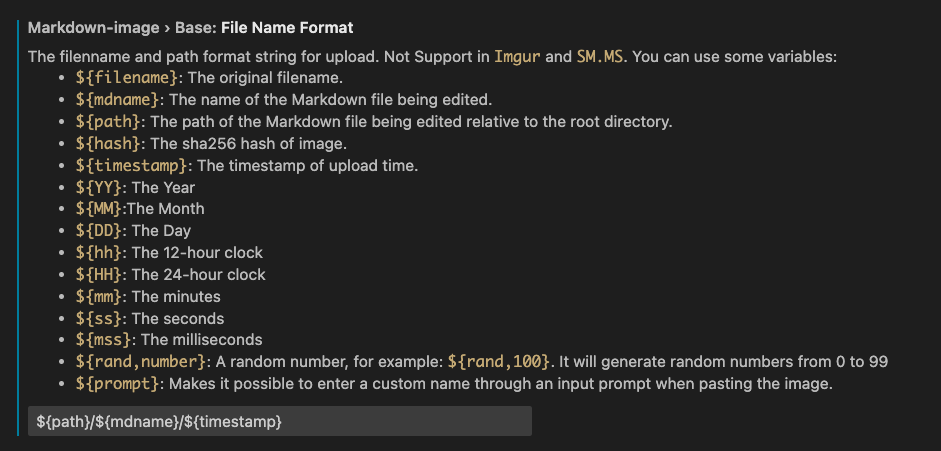 Markdown-image › Base: File Name Format
The filenname and path format string for upload. Not Support in Imgur and SM.MS. You can use some variables:
• ${filename}: The original filename.
• ${mdname}: The name of the Markdown file being edited.
• ${path}: The path of the Markdown file being edited relative to the root directory.
• ${hash}: The sha256 hash of image.
• ${timestamp}: The timestamp of upload time.
• ${YY}: The Year
• ${MM}:The Month
• ${DD}: The Day
• ${hh}: The 12-hour clock
• ${HH}: The 24-hour clock
• ${mm}: The minutes
• ${ss}: The seconds
• ${mss}: The milliseconds
• ${rand,number}: A random number, for example: ${rand,100}. It will generate random numbers from 0 to 99
• ${prompt}: Makes it possible to enter a custom name through an input prompt when pasting the image.
${path}/${mdname}/${timestamp}